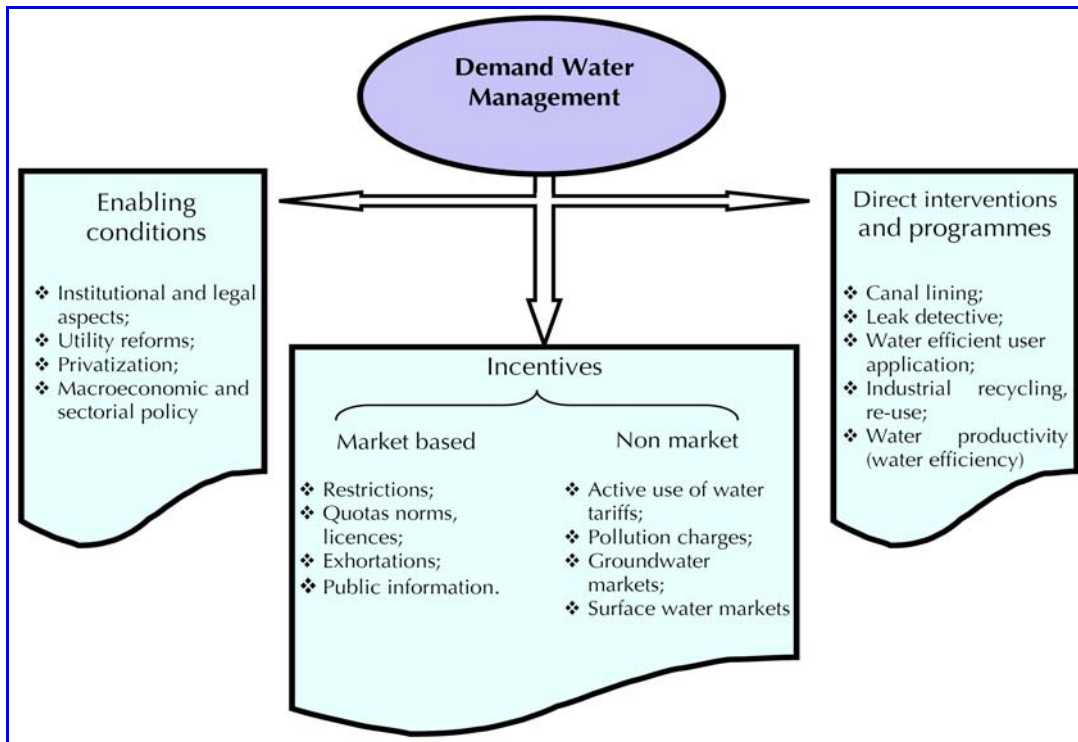 Demand Water
Management
Enabling
conditions
❖ Institutional and legal
aspects;
❖ Utility reforms;
❖ Privatization;
❖ Macroeconomic and
sectorial policy
Incentives
Market based
❖ Restrictions;
❖ Quotas norms,
licences;
❖ Exhortations;
❖ Public information.
Non market
❖ Active use of water
tariffs;
❖ Pollution charges;
❖ Groundwater
markets;
❖ Surface water markets
Direct interventions
and programmes
❖ Canal lining;
❖ Leak detective;
❖ Water efficient user
application;
❖ Industrial recycling,
re-use;
❖ Water productivity
(water efficiency)